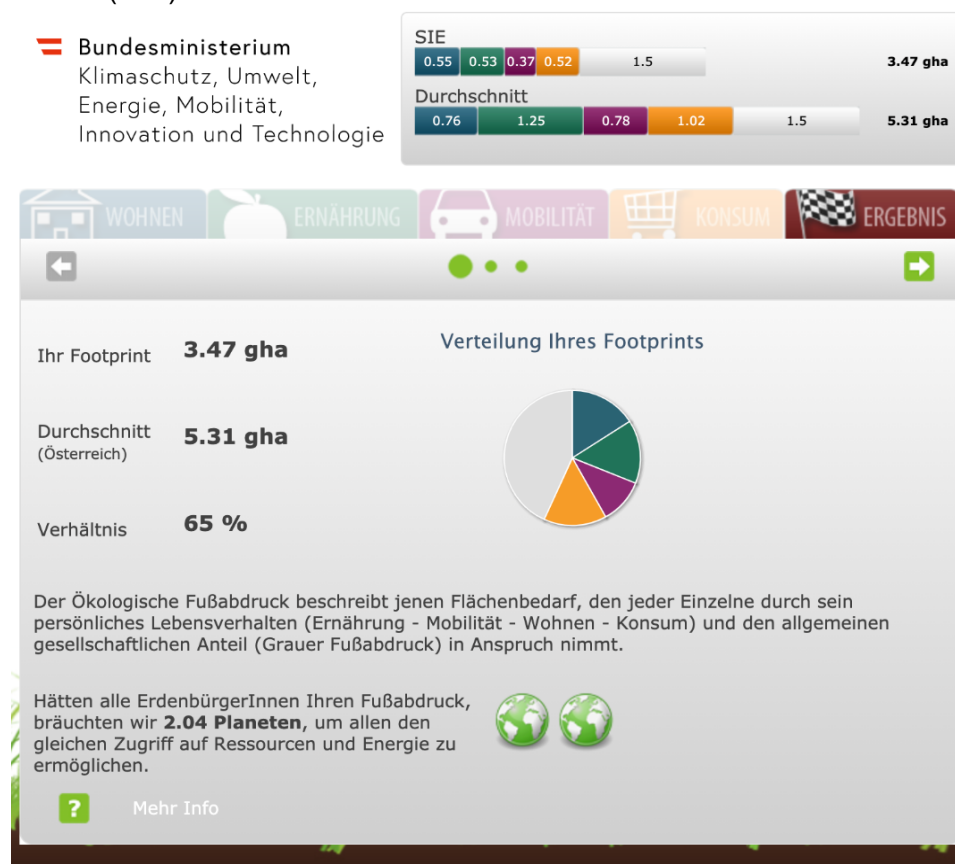 Bundesministerium
Klimaschutz, Umwelt,
Energie, Mobilität,
Innovation und Technologie
SIE
0.55 0.53 0.37 0.52 1.5 3.47 gha
Durchschnitt
0.76 1.25 0.78 1.02 1.5 5.31 gha
WOHNEN ERNÄHRUNG MOBILITÄT KONSUM ERGEBNIS
Ihr Footprint 3.47 gha
Verteilung Ihres Footprints
Durchschnitt
(Österreich)
5.31 gha
Verhältnis 65 %
Der Ökologische Fußabdruck beschreibt jenen Flächenbedarf, den jeder Einzelne durch sein
persönliches Lebensverhalten (Ernährung - Mobilität - Wohnen - Konsum) und den allgemeinen
gesellschaftlichen Anteil (Grauer Fußabdruck) in Anspruch nimmt.
Hätten alle ErdenbürgerInnen Ihren Fußabdruck,
bräuchten wir 2.04 Planeten, um allen den
gleichen Zugriff auf Ressourcen und Energie zu
ermöglichen.
? Mehr Info